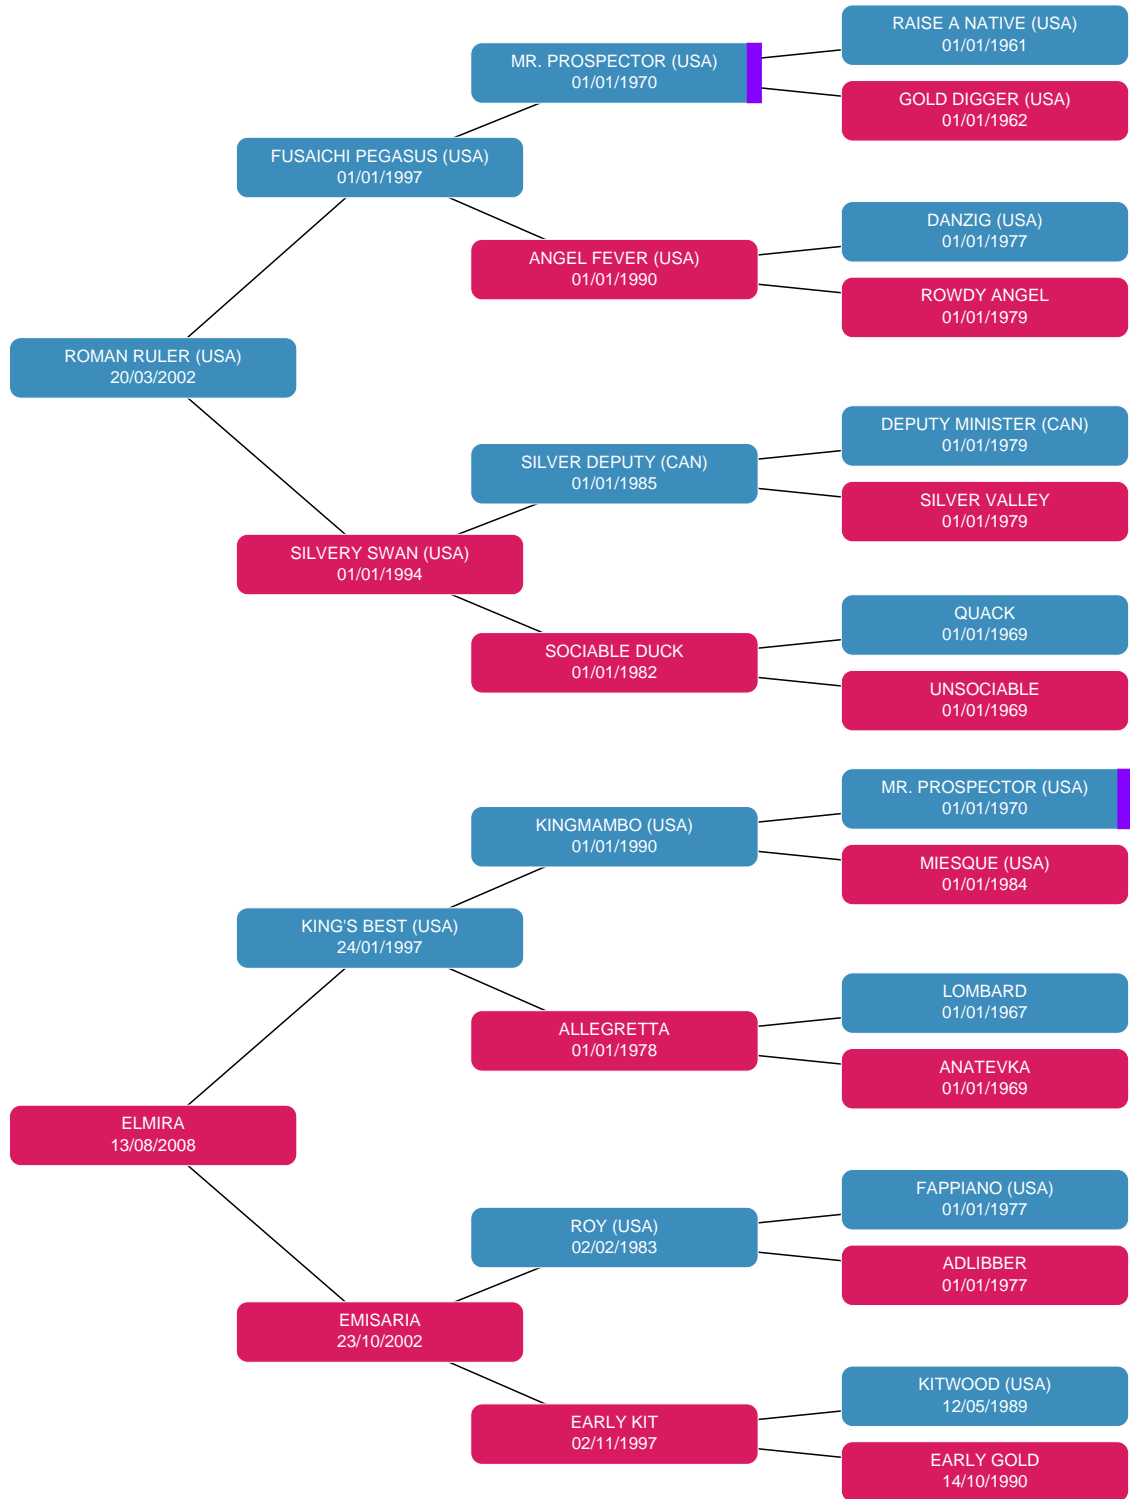 RAISE A NATIVE (USA)
01/01/1961
MR. PROSPECTOR (USA)
01/01/1970
GOLD DIGGER (USA)
01/01/1962
FUSAICHI PEGASUS (USA)
01/01/1997
DANZIG (USA)
01/01/1977
ANGEL FEVER (USA)
01/01/1990
ROWDY ANGEL
01/01/1979
ROMAN RULER (USA)
20/03/2002
DEPUTY MINISTER (CAN)
01/01/1979
SILVER DEPUTY (CAN)
01/01/1985
SILVER VALLEY
01/01/1979
SILVERY SWAN (USA)
01/01/1994
QUACK
01/01/1969
SOCIABLE DUCK
01/01/1982
UNSOCIABLE
01/01/1969
MR. PROSPECTOR (USA)
01/01/1970
KINGMAMBO (USA)
01/01/1990
MIESQUE (USA)
01/01/1984
KING'S BEST (USA)
24/01/1997
LOMBARD
01/01/1967
ALLEGRETTA
01/01/1978
ANATEVKA
01/01/1969
ELMIRA
13/08/2008
FAPPIANO (USA)
01/01/1977
ROY (USA)
02/02/1983
ADLIBBER
01/01/1977
EMISARIA
23/10/2002
KITWOOD (USA)
12/05/1989
EARLY KIT
02/11/1997
EARLY GOLD
14/10/1990